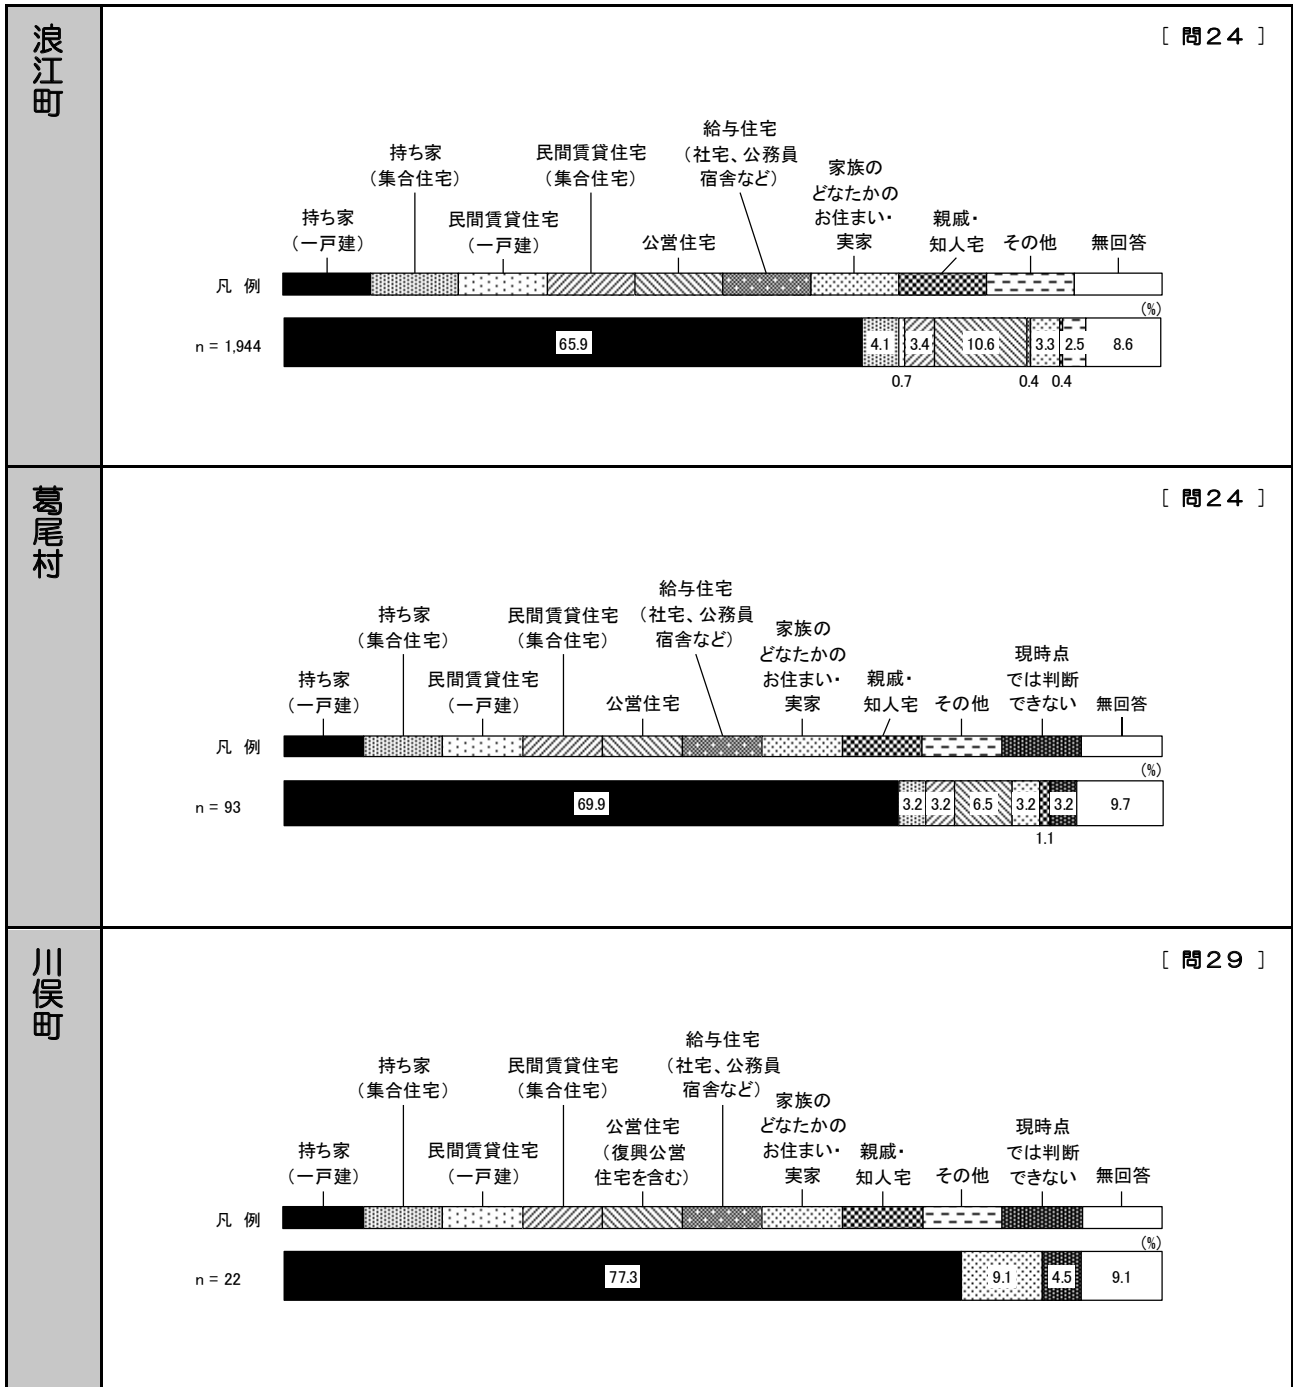 浪江町
[ 問24 ]
給与住宅
(社宅、公務員
宿舎など)
持ち家
(集合住宅)
民間賃貸住宅
(集合住宅)
家族の
どなたかの
お住まい・
実家
持ち家
(一戸建)
民間賃貸住宅
(一戸建)
公営住宅
親戚・
知人宅
その他
無回答
凡 例
(%)
n = 1,944
65.9
4.1
3.4
10.6
3.3
2.5
8.6
0.7
0.4
0.4
葛尾村
[ 問24 ]
給与住宅
(社宅、公務員
宿舎など)
持ち家
(集合住宅)
民間賃貸住宅
(集合住宅)
家族の
どなたかの
お住まい・
実家
現時点
では判断
できない
持ち家
(一戸建)
民間賃貸住宅
(一戸建)
公営住宅
親戚・
知人宅
その他
無回答
凡 例
(%)
n = 93
69.9
3.2
3.2
6.5
3.2
3.2
9.7
1.1
川俣町
[ 問29 ]
給与住宅
(社宅、公務員
宿舎など)
持ち家
(集合住宅)
民間賃貸住宅
(集合住宅)
家族の
どなたかの
お住まい・
実家
公営住宅
(復興公営
住宅を含む)
現時点
では判断
できない
持ち家
(一戸建)
民間賃貸住宅
(一戸建)
親戚・
知人宅
その他
無回答
凡 例
(%)
n = 22
77.3
9.1
4.5
9.1